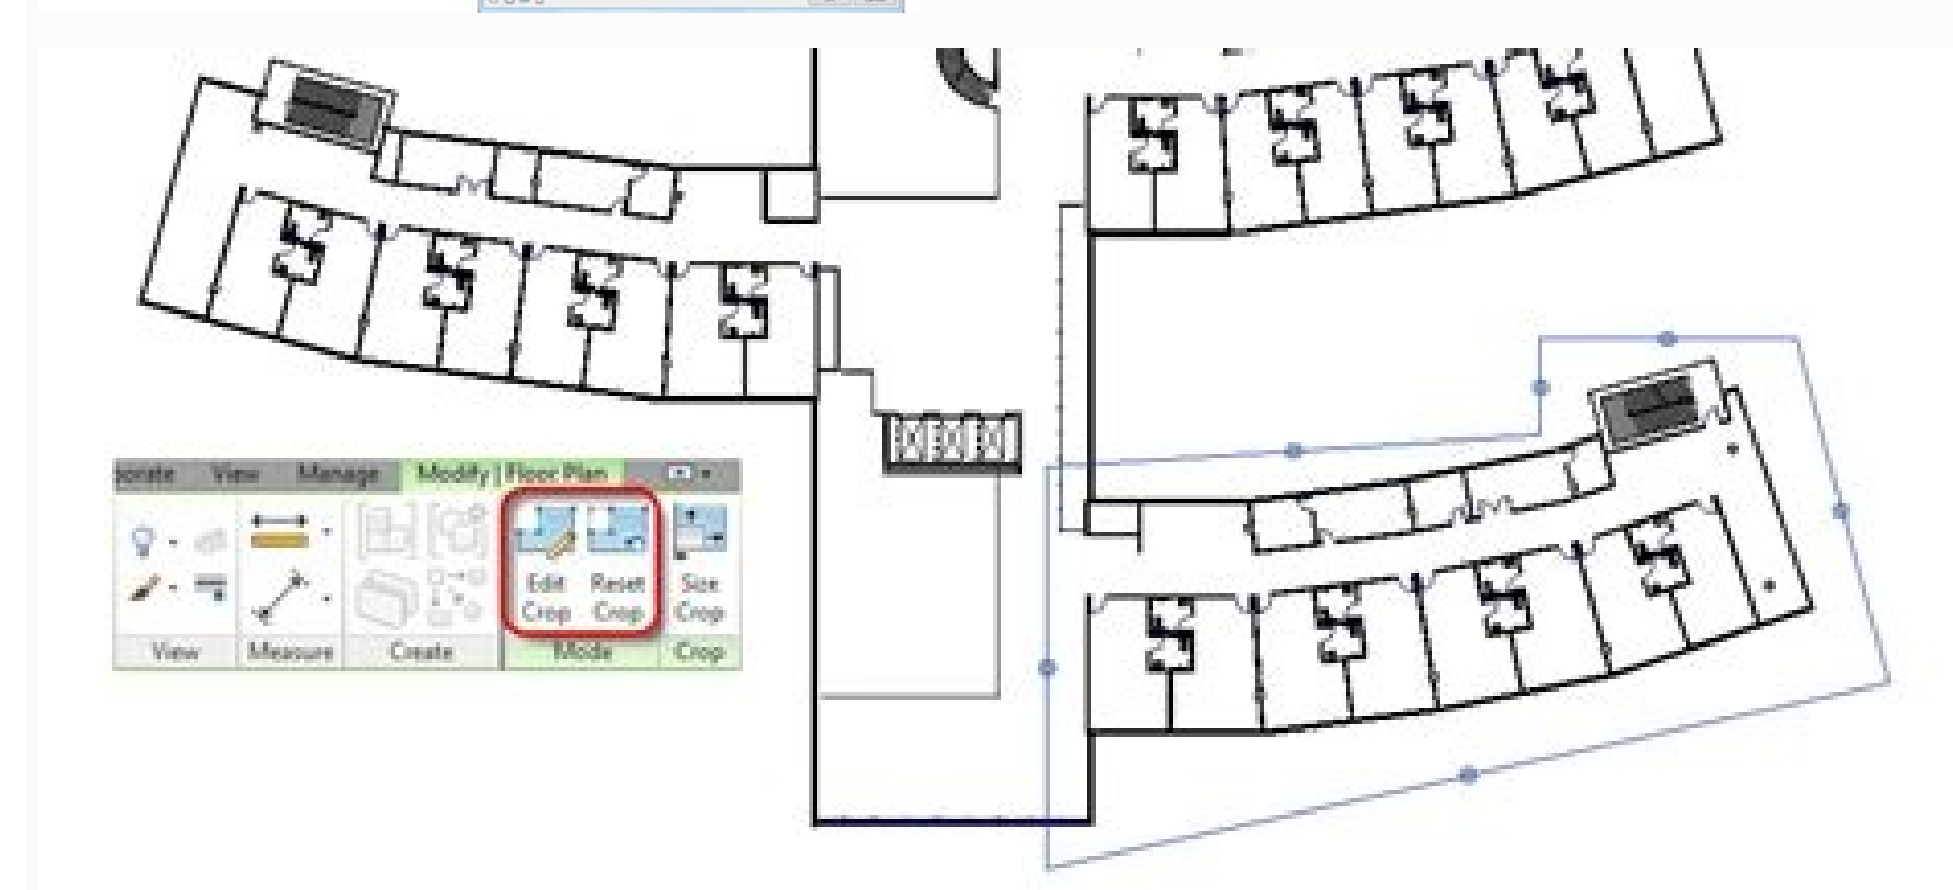 View Manage Modify | Floor Plan
Edit Reset Size
Crop Crop Crop
View Measure Create Mode Crop